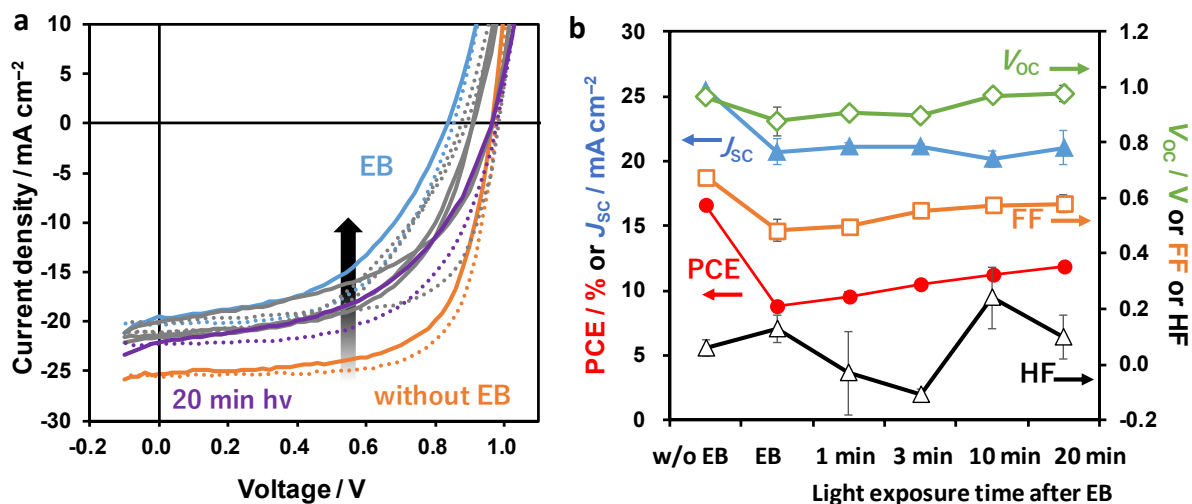 a
10
5
0
-5
-10
-15
-20
-25
-30
Current density / mA cm⁻²
EB
20 min hv
without EB
-0.2
0.0
0.2
0.4
0.6
0.8
1.0
Voltage / V
b
30
25
20
15
10
5
0
PCE / % or JSC / mA cm⁻²
VOC
JSC
FF
PCE
HF
1.2
1.0
0.8
0.6
0.4
0.2
0.0
-0.2
VOC / V or FF or HF
w/o EB
EB
1 min
3 min
10 min
20 min
Light exposure time after EB